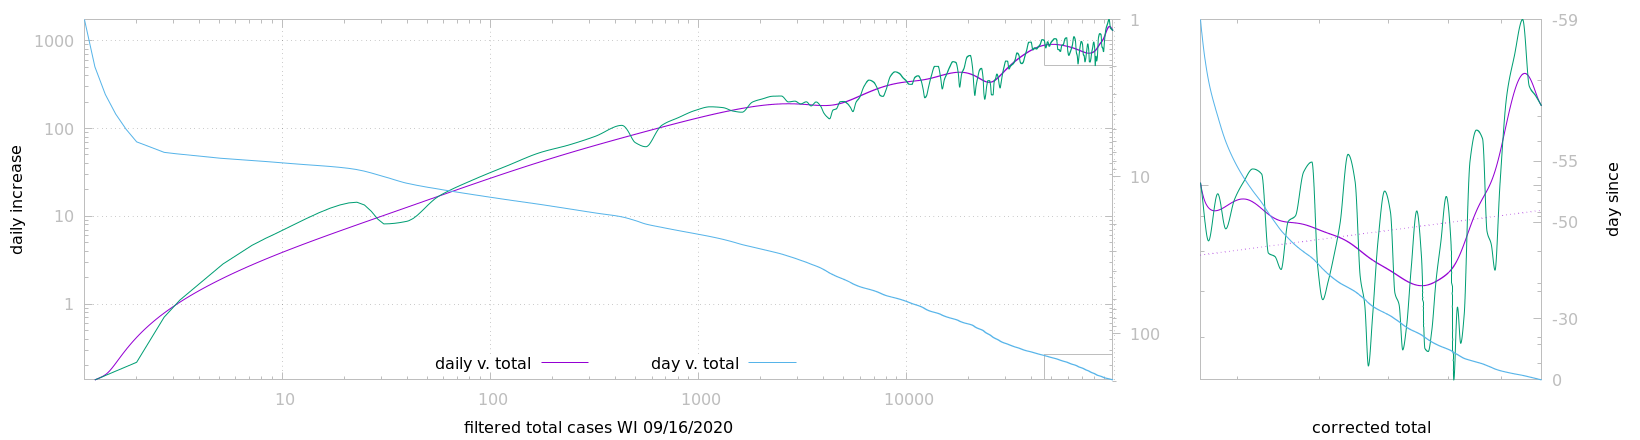 daily increase
1000
100
10
1
10
100
1000
10000
filtered total cases WI 09/16/2020
daily v. total
day v. total
1
10
100
-59
-55
-50
-30
0
day since
corrected total